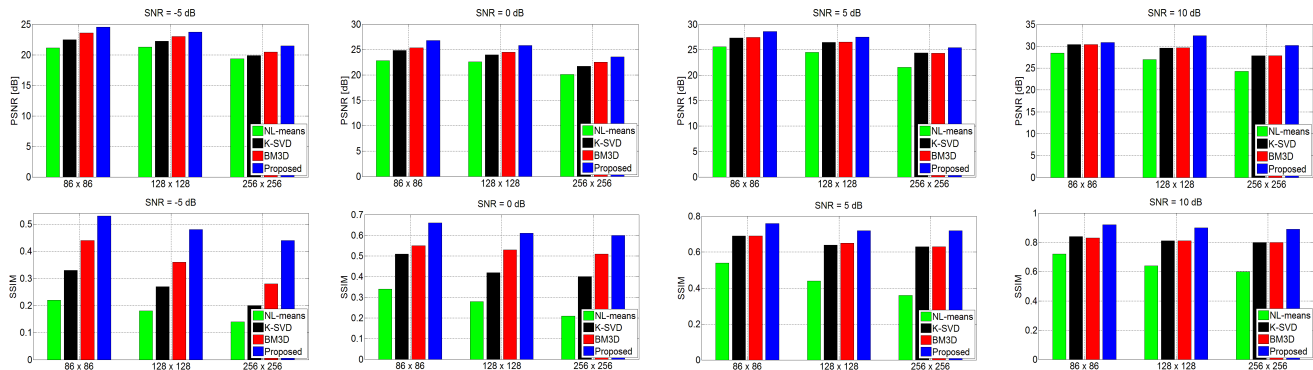 SNR = -5 dB
PSNR [dB]
25
20
15
10
5
0
NL-means
K-SVD
BM3D
Proposed
86 x 86
128 x 128
256 x 256
SNR = 0 dB
PSNR [dB]
30
25
20
15
10
5
0
NL-means
K-SVD
BM3D
Proposed
86 x 86
128 x 128
256 x 256
SNR = 5 dB
PSNR [dB]
30
25
20
15
10
5
0
NL-means
K-SVD
BM3D
Proposed
86 x 86
128 x 128
256 x 256
SNR = 10 dB
PSNR [dB]
35
30
25
20
15
10
5
0
NL-means
K-SVD
BM3D
Proposed
86 x 86
128 x 128
256 x 256
SNR = -5 dB
SSIM
0.5
0.4
0.3
0.2
0.1
0
NL-means
K-SVD
BM3D
Proposed
86 x 86
128 x 128
256 x 256
SNR = 0 dB
SSIM
0.7
0.6
0.5
0.4
0.3
0.2
0.1
0
NL-means
K-SVD
BM3D
Proposed
86 x 86
128 x 128
256 x 256
SNR = 5 dB
SSIM
0.8
0.6
0.4
0.2
0
NL-means
K-SVD
BM3D
Proposed
86 x 86
128 x 128
256 x 256
SNR = 10 dB
SSIM
1
0.8
0.6
0.4
0.2
0
NL-means
K-SVD
BM3D
Proposed
86 x 86
128 x 128
256 x 256